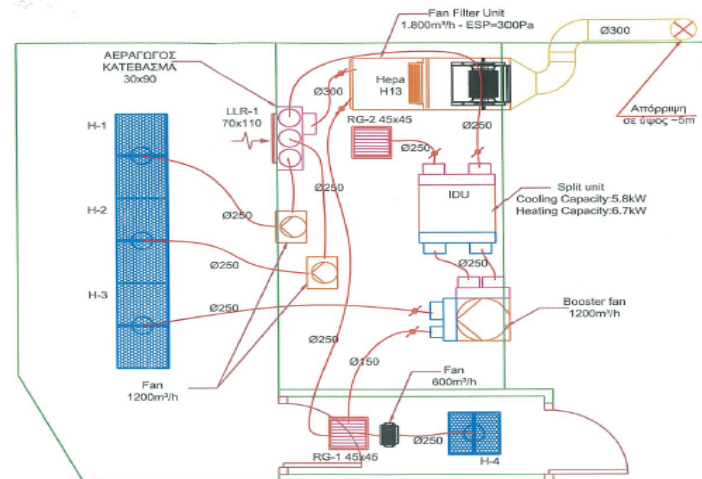 Fan Filter Unit
1.800m³/h - ESP=300Pa
Ø300
ΑΕΡΑΓΩΓΟΣ
ΚΑΤΕΒΑΣΜΑ
30x90
Hepa
H13
Ø300
LLR-1
70x110
Απόρριψη
σε ύψος ~5m
H-1
RG-2 45x45
Ø250
Ø250
Ø250
IDU
Split unit
Cooling Capacity:5.8kW
Heating Capacity:6.7kW
H-2
Ø250
Ø250
Ø250
H-3
Ø250
Booster fan
1200m³/h
Ø250
Ø150
Fan
1200m³/h
Fan
600m³/h
Ø250
RG-1 45x45
H-4